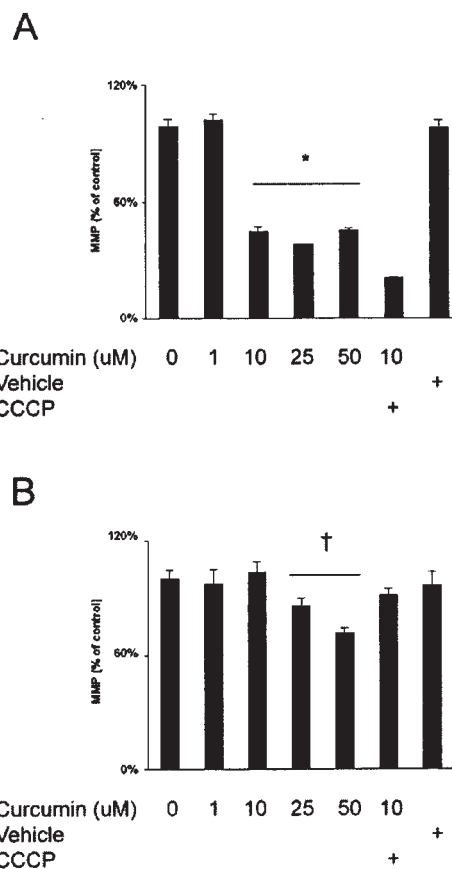 A
120%
*
MMP (% of control)
60%
0%
Curcumin (uM) 0 1 10 25 50 10
Vehicle +
CCCP +
B
120%
†
MMP (% of control)
60%
0%
Curcumin (uM) 0 1 10 25 50 10
Vehicle +
CCCP +